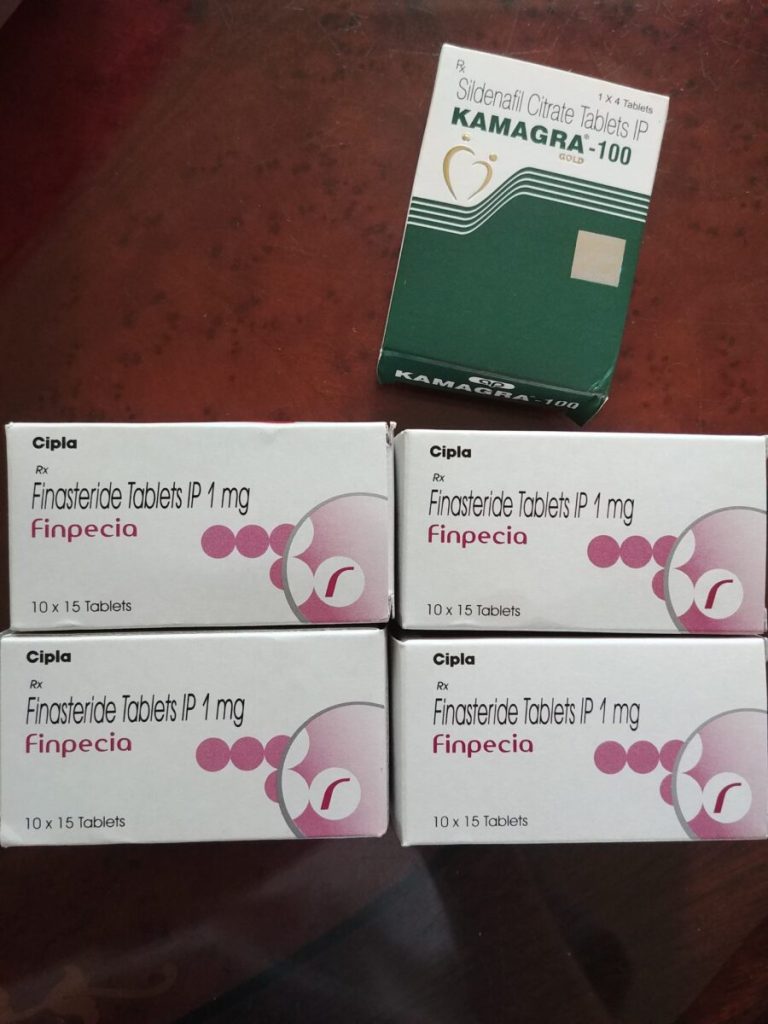 Rx
1 X 4 Tablets
Sildenafil Citrate Tablets IP
KAMAGRA®-100
GOLD
KAMAGRA®-100
Cipla
Rx
Finasteride Tablets IP 1 mg
Finpecia
10 x 15 Tablets
Cipla
Rx
Finasteride Tablets IP 1 mg
Finpecia
10 x 15 Tablets
Cipla
Rx
Finasteride Tablets IP 1 mg
Finpecia
10 x 15 Tablets
Cipla
Rx
Finasteride Tablets IP 1 mg
Finpecia
10 x 15 Tablets